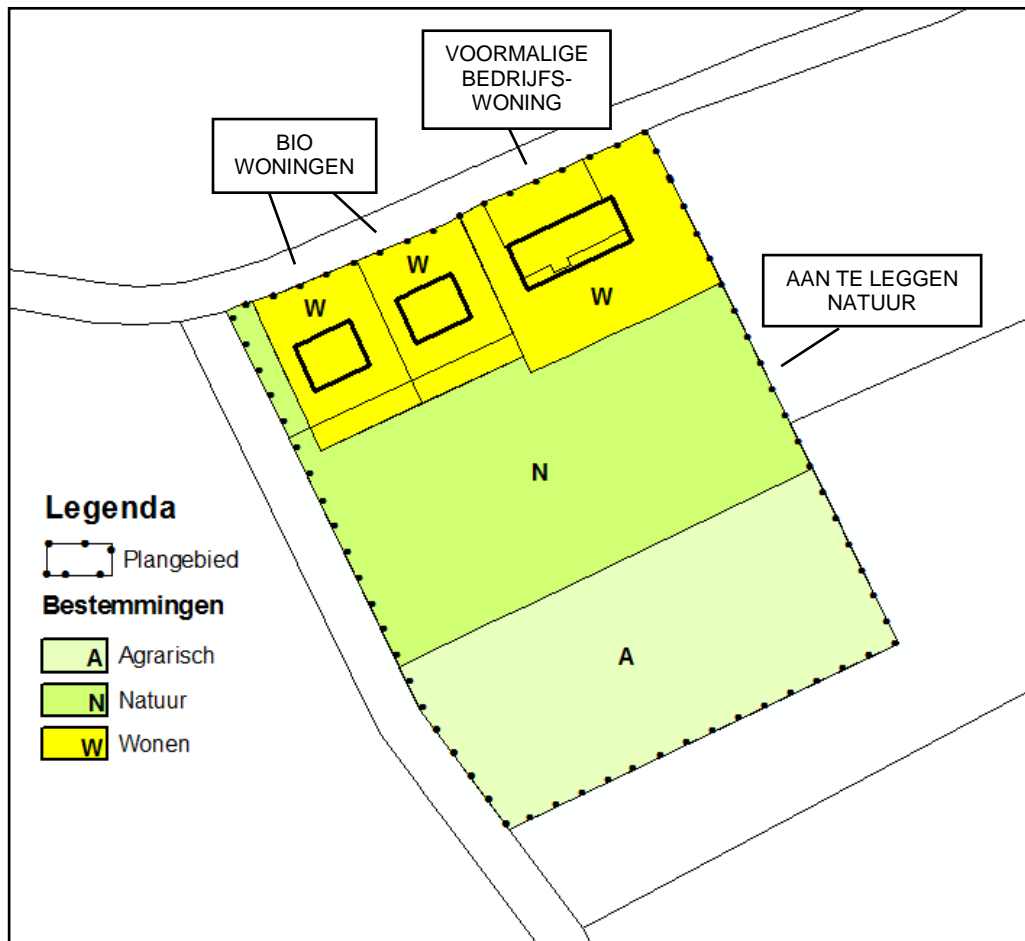 VOORMALIGE
BEDRIJFS-
WONING
BIO
WONINGEN
W
W
W
AAN TE LEGGEN
NATUUR
N
A
Legenda
Plangebied
Bestemmingen
A Agrarisch
N Natuur
W Wonen